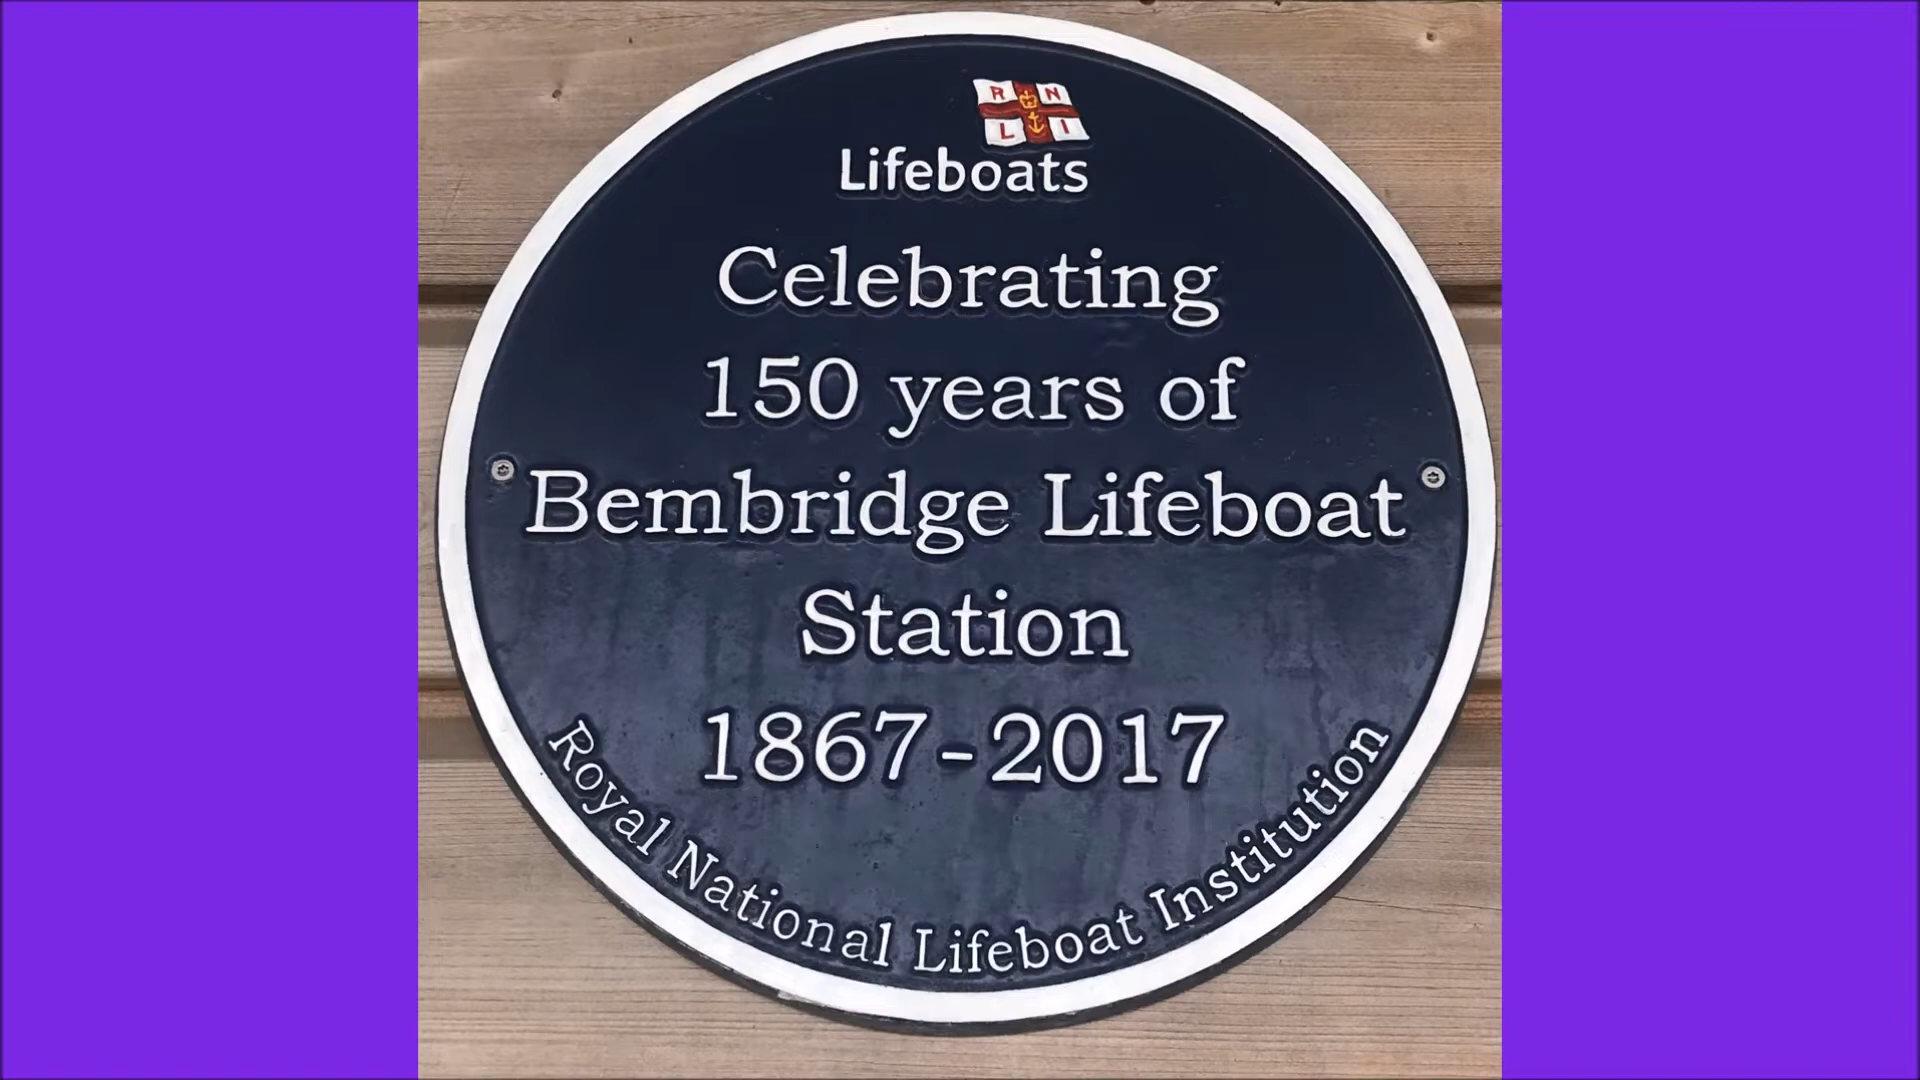 R N
L I
Lifeboats
Celebrating
150 years of
Bembridge Lifeboat
Station
1867-2017
Royal National Lifeboat Institution